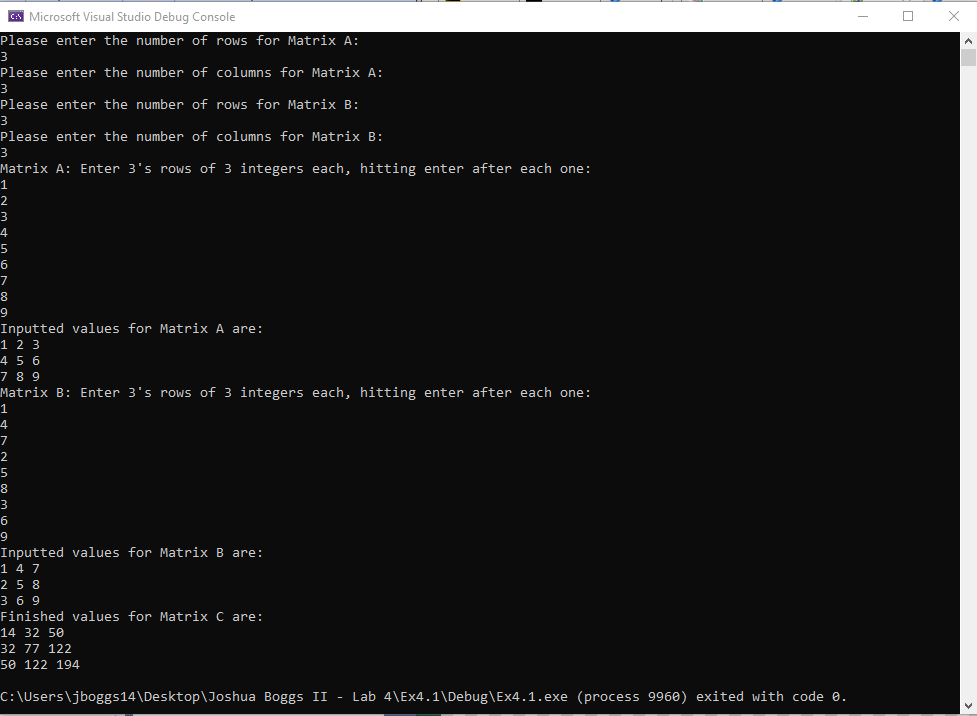 Microsoft Visual Studio Debug Console
Please enter the number of rows for Matrix A:
3
Please enter the number of columns for Matrix A:
3
Please enter the number of rows for Matrix B:
3
Please enter the number of columns for Matrix B:
3
Matrix A: Enter 3's rows of 3 integers each, hitting enter after each one:
1
2
3
4
5
6
7
8
9
Inputted values for Matrix A are:
1 2 3
4 5 6
7 8 9
Matrix B: Enter 3's rows of 3 integers each, hitting enter after each one:
1
4
7
2
5
8
3
6
9
Inputted values for Matrix B are:
1 4 7
2 5 8
3 6 9
Finished values for Matrix C are:
14 32 50
32 77 122
50 122 194
C:\Users\jboggs14\Desktop\Joshua Boggs II - Lab 4\Ex4.1\Debug\Ex4.1.exe (process 9960) exited with code 0.